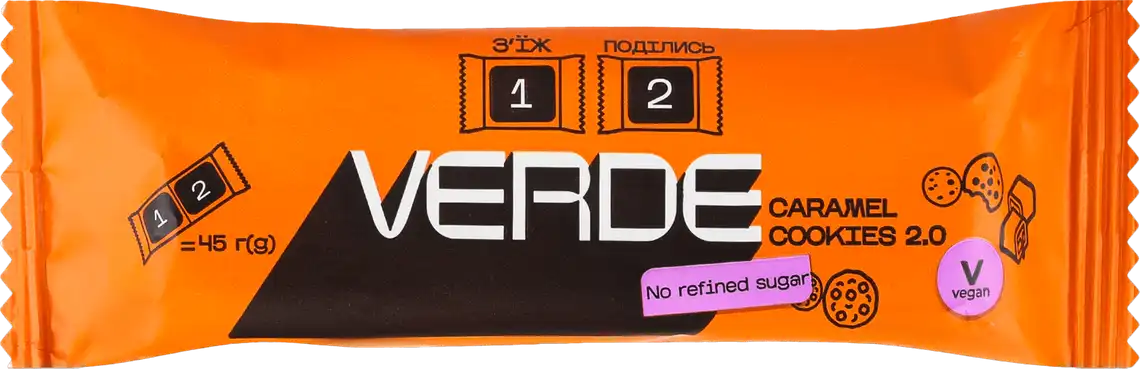 З'ЇЖ ПОДІЛИСЬ
1 2
VERDE
1 2
=45 г(g)
CARAMEL
COOKIES 2.0
No refined sugar
V
vegan